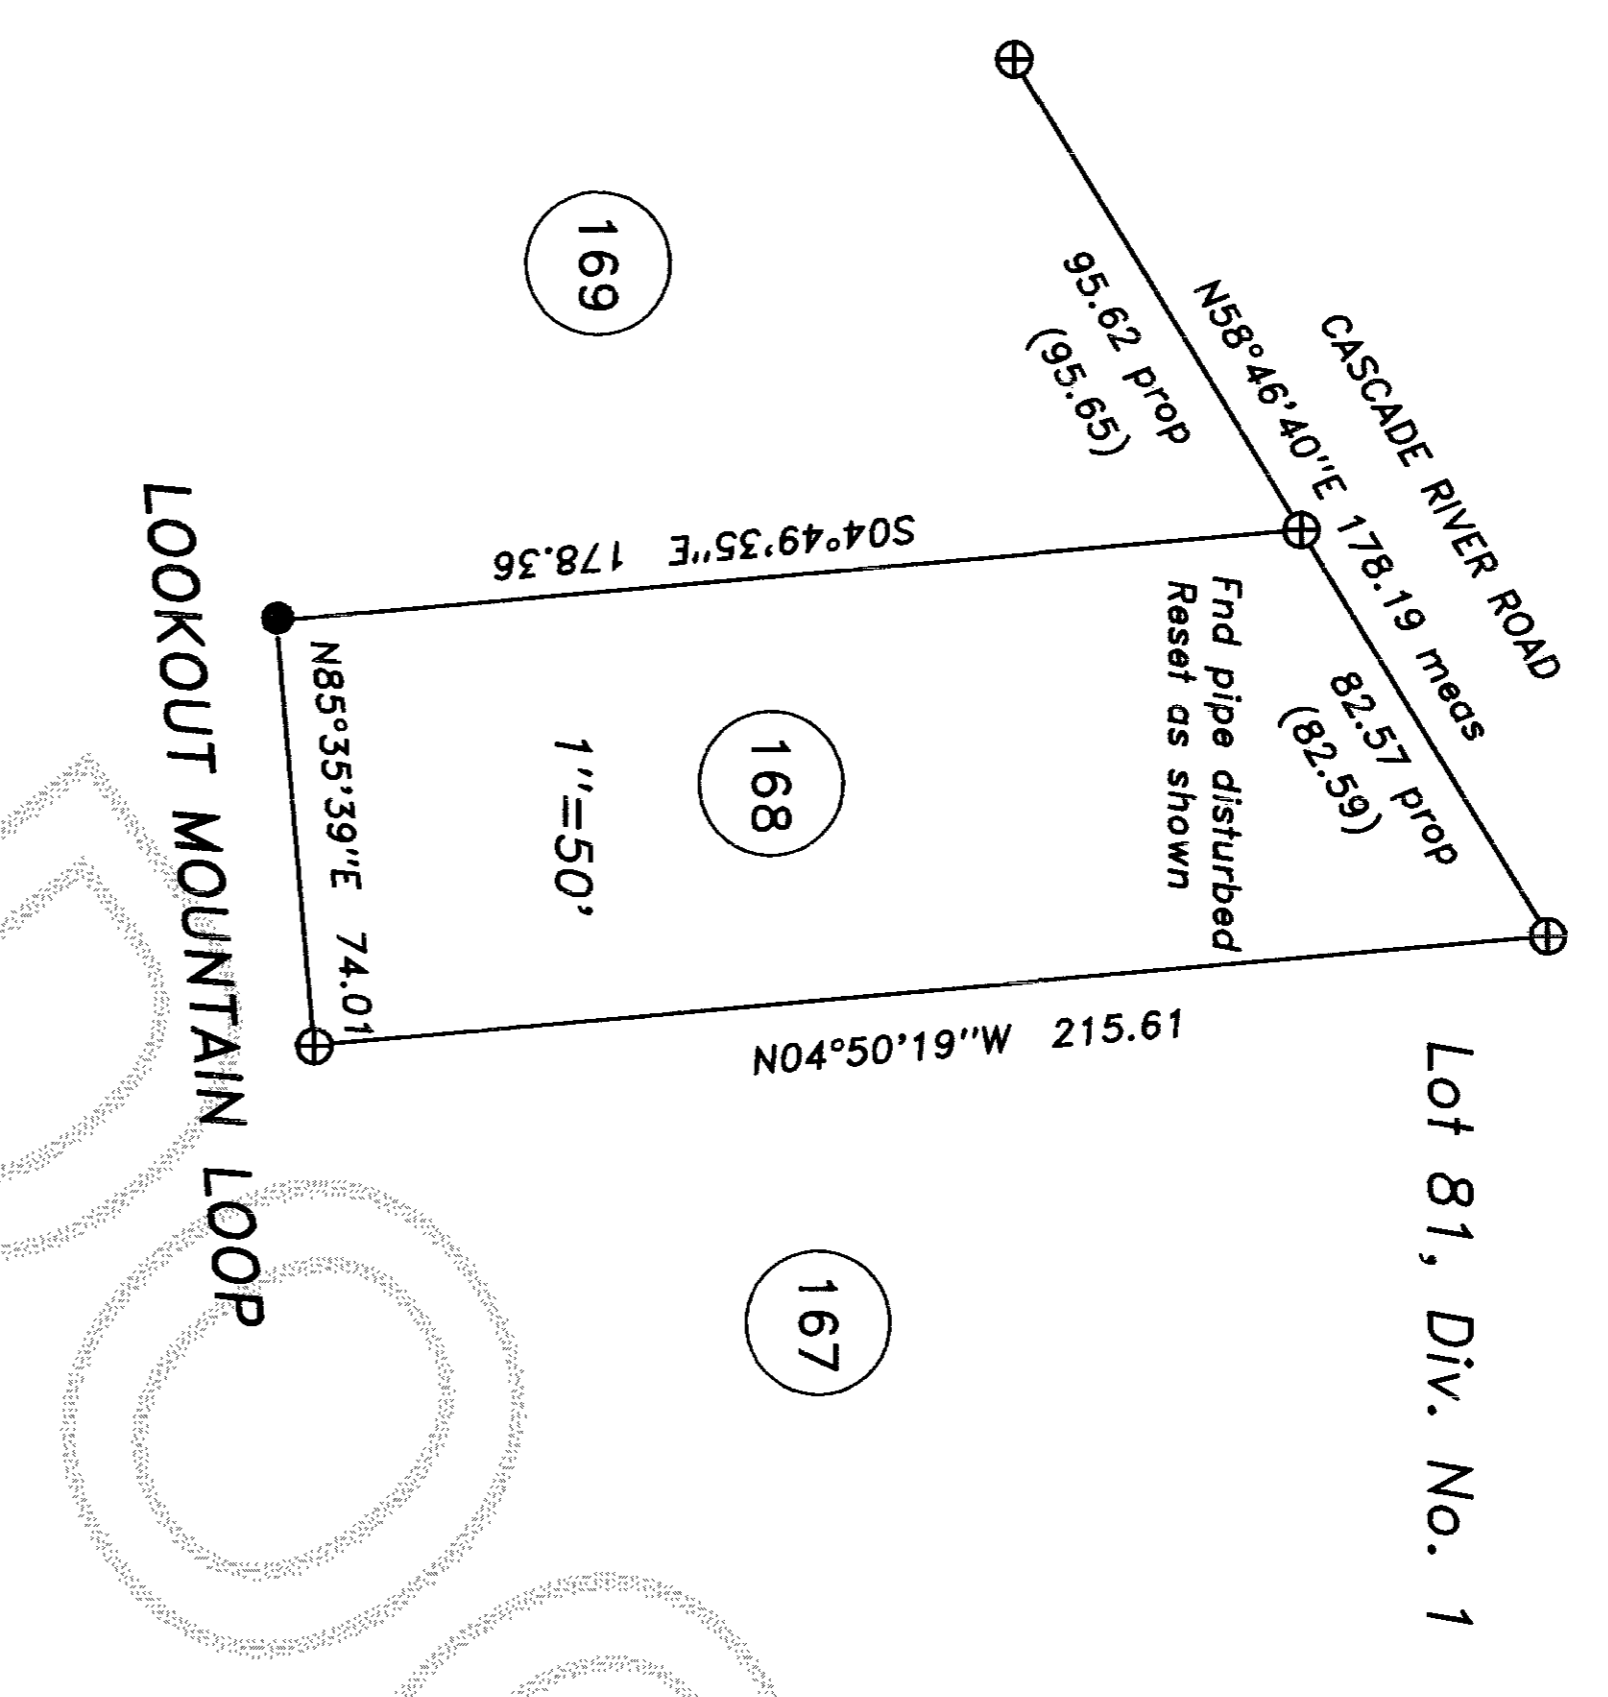 CASCADE RIVER ROAD
N58°46'40"E 178.19 meas
95.62 prop
(95.65)
82.57 prop
(82.59)
Fnd pipe disturbed
Reset as shown
S04°49'35"E 178.36
169
168
167
1"=50'
N04°50'19"W 215.61
N85°35'39"E 74.01
LOOKOUT MOUNTAIN LOOP
Lot 81, Div. No. 1